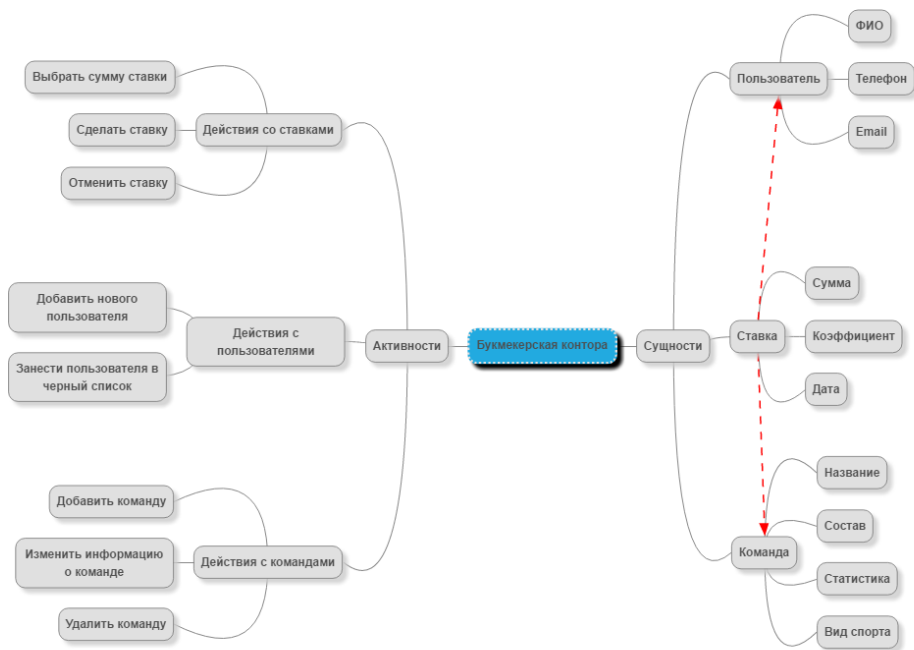 ФИО
Пользователь
Телефон
Email
Выбрать сумму ставки
Сделать ставку
Действия со ставками
Отменить ставку
Добавить нового
пользователя
Действия с
пользователями
Занести пользователя в
черный список
Активности
Букмекерская контора
Сущности
Сумма
Ставка
Коэффициент
Дата
Добавить команду
Изменить информацию
о команде
Действия с командами
Удалить команду
Название
Состав
Команда
Статистика
Вид спорта